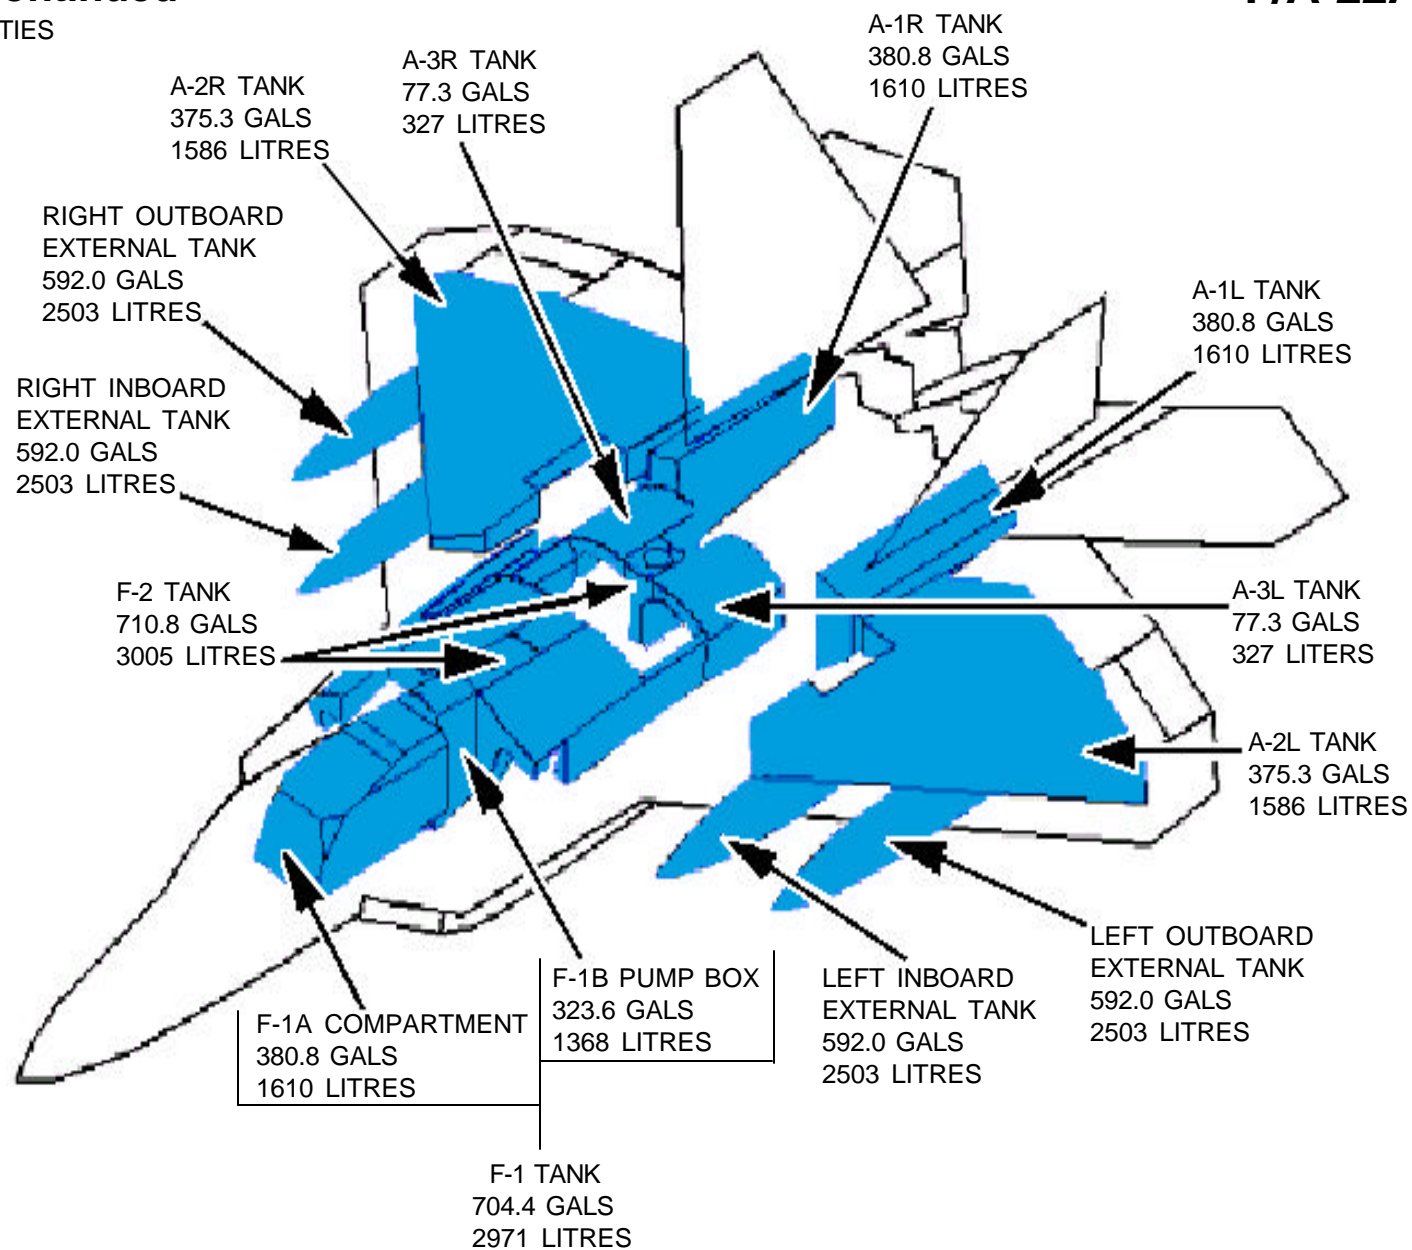 TIES
A-1R TANK
380.8 GALS
1610 LITRES
A-3R TANK
77.3 GALS
327 LITRES
A-2R TANK
375.3 GALS
1586 LITRES
RIGHT OUTBOARD
EXTERNAL TANK
592.0 GALS
2503 LITRES
A-1L TANK
380.8 GALS
1610 LITRES
RIGHT INBOARD
EXTERNAL TANK
592.0 GALS
2503 LITRES
F-2 TANK
710.8 GALS
3005 LITRES
A-3L TANK
77.3 GALS
327 LITERS
A-2L TANK
375.3 GALS
1586 LITRES
LEFT OUTBOARD
EXTERNAL TANK
592.0 GALS
2503 LITRES
LEFT INBOARD
EXTERNAL TANK
592.0 GALS
2503 LITRES
F-1B PUMP BOX
323.6 GALS
1368 LITRES
F-1A COMPARTMENT
380.8 GALS
1610 LITRES
F-1 TANK
704.4 GALS
2971 LITRES